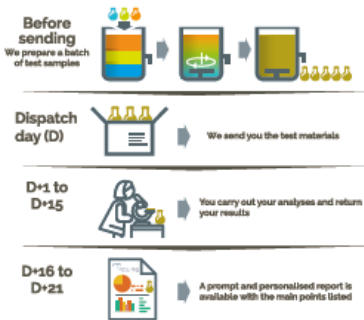 Before
sending
We prepare a batch
of test samples
Dispatch
day (D)
We send you the test materials
D+1 to
D+15
You carry out your analyses and return
your results
D+16 to
D+21
A prompt and personalised report is
available with the main points listed